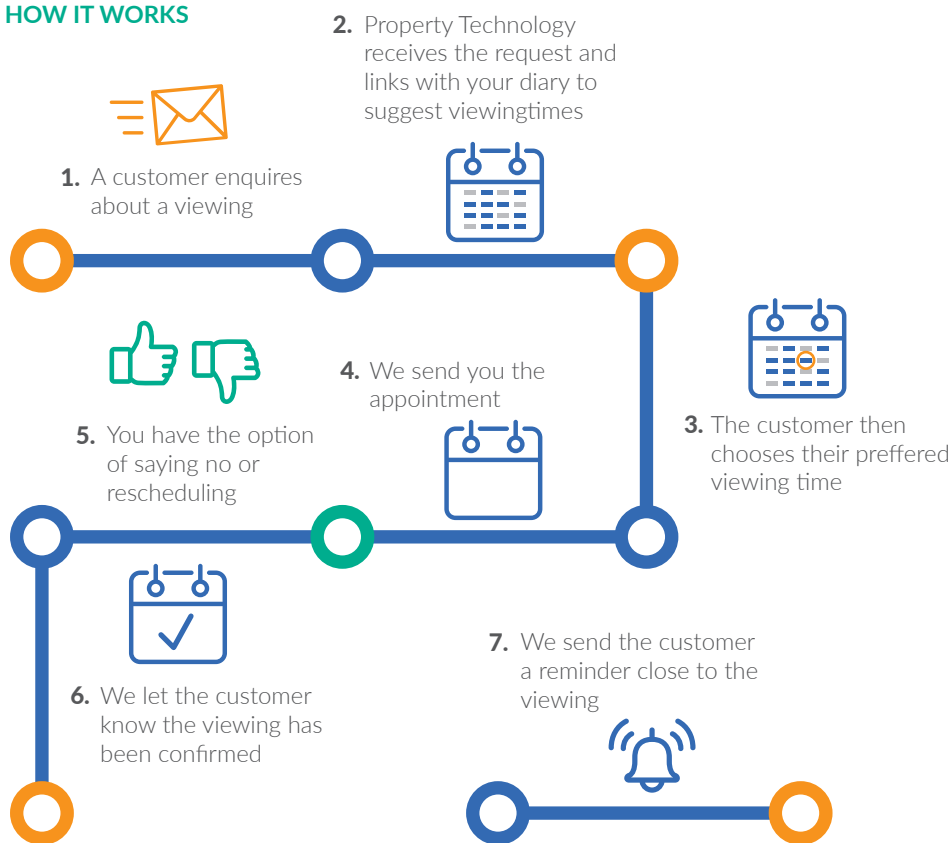 HOW IT WORKS
1. A customer enquires
about a viewing
2. Property Technology
receives the request and
links with your diary to
suggest viewingtimes
3. The customer then
chooses their preffered
viewing time
4. We send you the
appointment
5. You have the option
of saying no or
rescheduling
6. We let the customer
know the viewing has
been confirmed
7. We send the customer
a reminder close to the
viewing